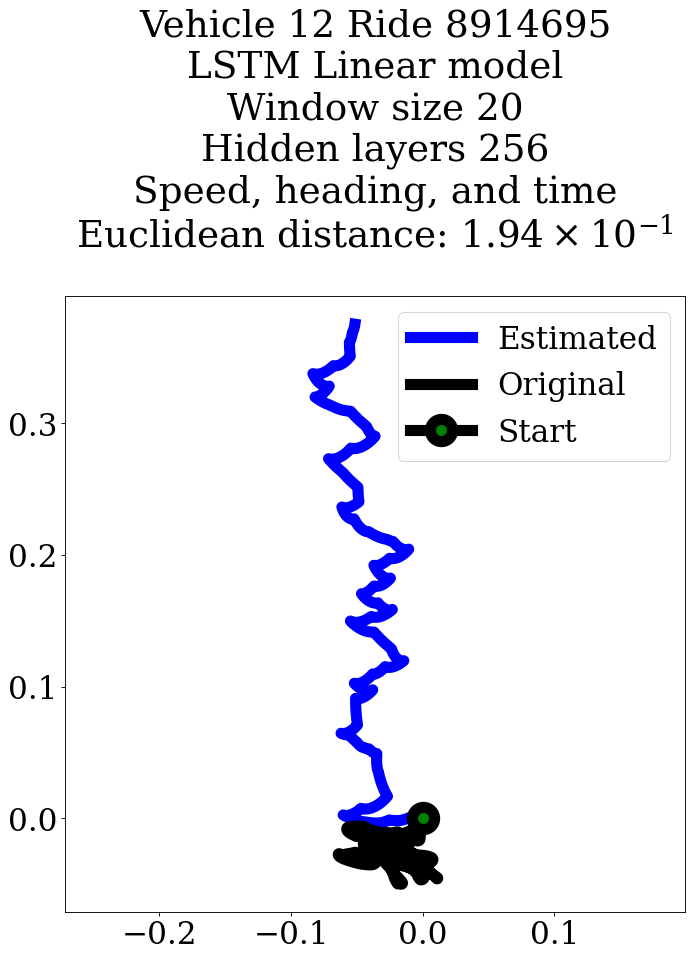 Vehicle 12 Ride 8914695
LSTM Linear model
Window size 20
Hidden layers 256
Speed, heading, and time
Euclidean distance: 1.94 × 10⁻¹
Estimated
Original
Start
0.3
0.2
0.1
0.0
−0.2
−0.1
0.0
0.1